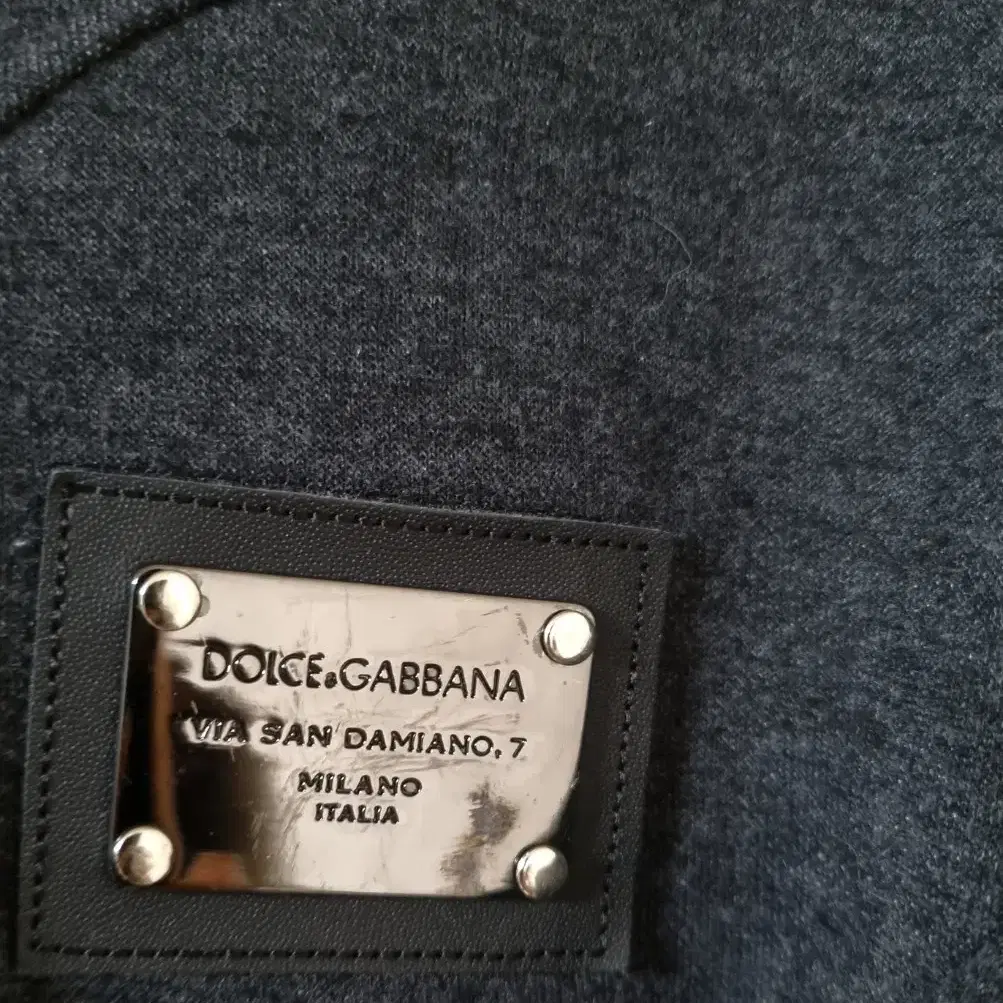 DOLCE&GABBANA
VIA SAN DAMIANO, 7
MILANO
ITALIA